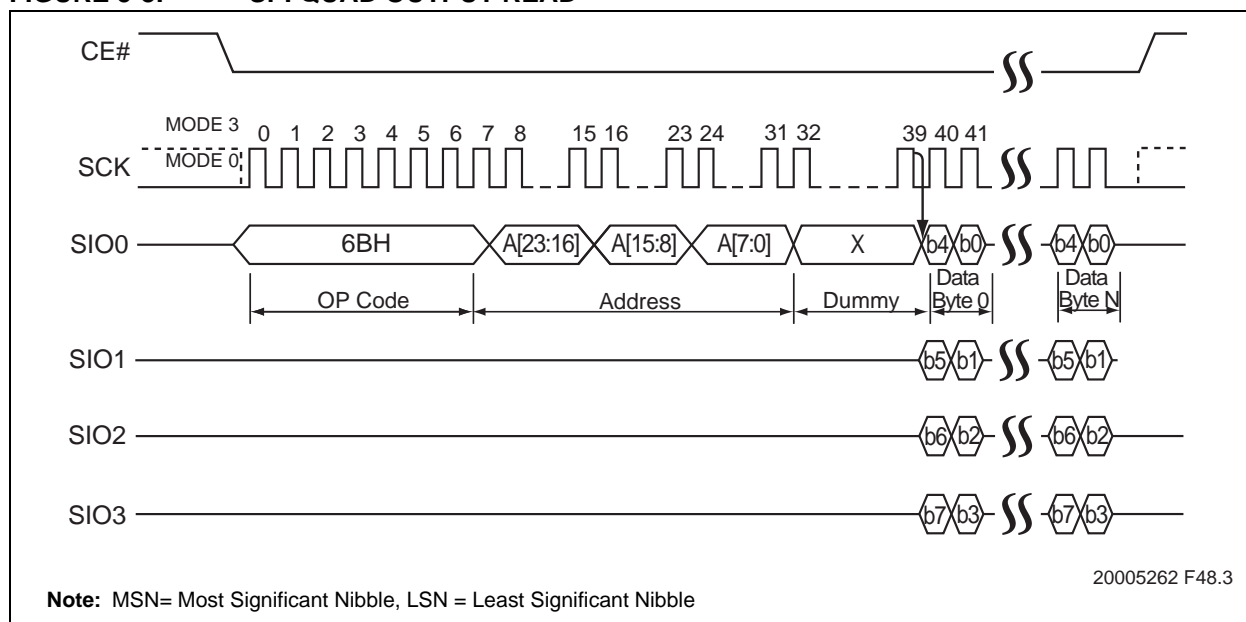 CE#
MODE 3
0 1 2 3 4 5 6 7 8 15 16 23 24 31 32 39 40 41
SCK
MODE 0
SIO0
6BH A[23:16] A[15:8] A[7:0] X b4 b0 b4 b0
OP Code Address Dummy Data Byte 0 Data Byte N
SIO1
b5 b1 b5 b1
SIO2
b6 b2 b6 b2
SIO3
b7 b3 b7 b3
20005262 F48.3
Note: MSN= Most Significant Nibble, LSN = Least Significant Nibble